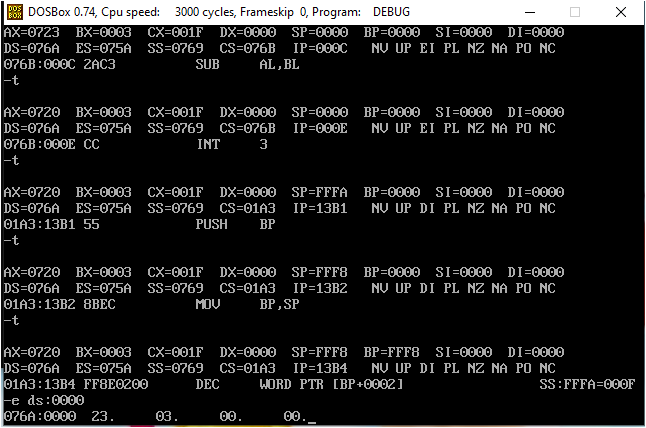 DOSBox 0.74, Cpu speed: 3000 cycles, Frameskip 0, Program: DEBUG
AX=0723 BX=0003 CX=001F DX=0000 SP=0000 BP=0000 SI=0000 DI=0000
DS=076A ES=075A SS=0769 CS=076B IP=000C NV UP EI PL NZ NA PO NC
076B:000C 2AC3 SUB AL,BL
-t
AX=0720 BX=0003 CX=001F DX=0000 SP=0000 BP=0000 SI=0000 DI=0000
DS=076A ES=075A SS=0769 CS=076B IP=000E NV UP EI PL NZ NA PO NC
076B:000E CC INT 3
-t
AX=0720 BX=0003 CX=001F DX=0000 SP=FFFA BP=0000 SI=0000 DI=0000
DS=076A ES=075A SS=0769 CS=01A3 IP=13B1 NV UP DI PL NZ NA PO NC
01A3:13B1 55 PUSH BP
-t
AX=0720 BX=0003 CX=001F DX=0000 SP=FFF8 BP=0000 SI=0000 DI=0000
DS=076A ES=075A SS=0769 CS=01A3 IP=13B2 NV UP DI PL NZ NA PO NC
01A3:13B2 8BEC MOV BP,SP
-t
AX=0720 BX=0003 CX=001F DX=0000 SP=FFF8 BP=FFF8 SI=0000 DI=0000
DS=076A ES=075A SS=0769 CS=01A3 IP=13B4 NV UP DI PL NZ NA PO NC
01A3:13B4 FF8E0200 DEC WORD PTR [BP+0002] SS:FFFA=000F
-e ds:0000
076A:0000 23. 03. 00. 00._